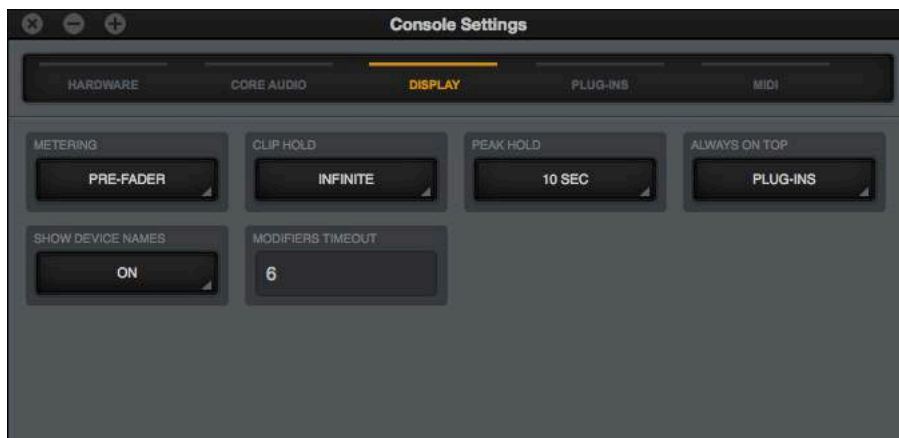 Console Settings
HARDWARE CORE AUDIO DISPLAY PLUG-INS MIDI
METERING CLIP HOLD PEAK HOLD ALWAYS ON TOP
PRE-FADER INFINITE 10 SEC PLUG-INS
SHOW DEVICE NAMES MODIFIERS TIMEOUT
ON 6